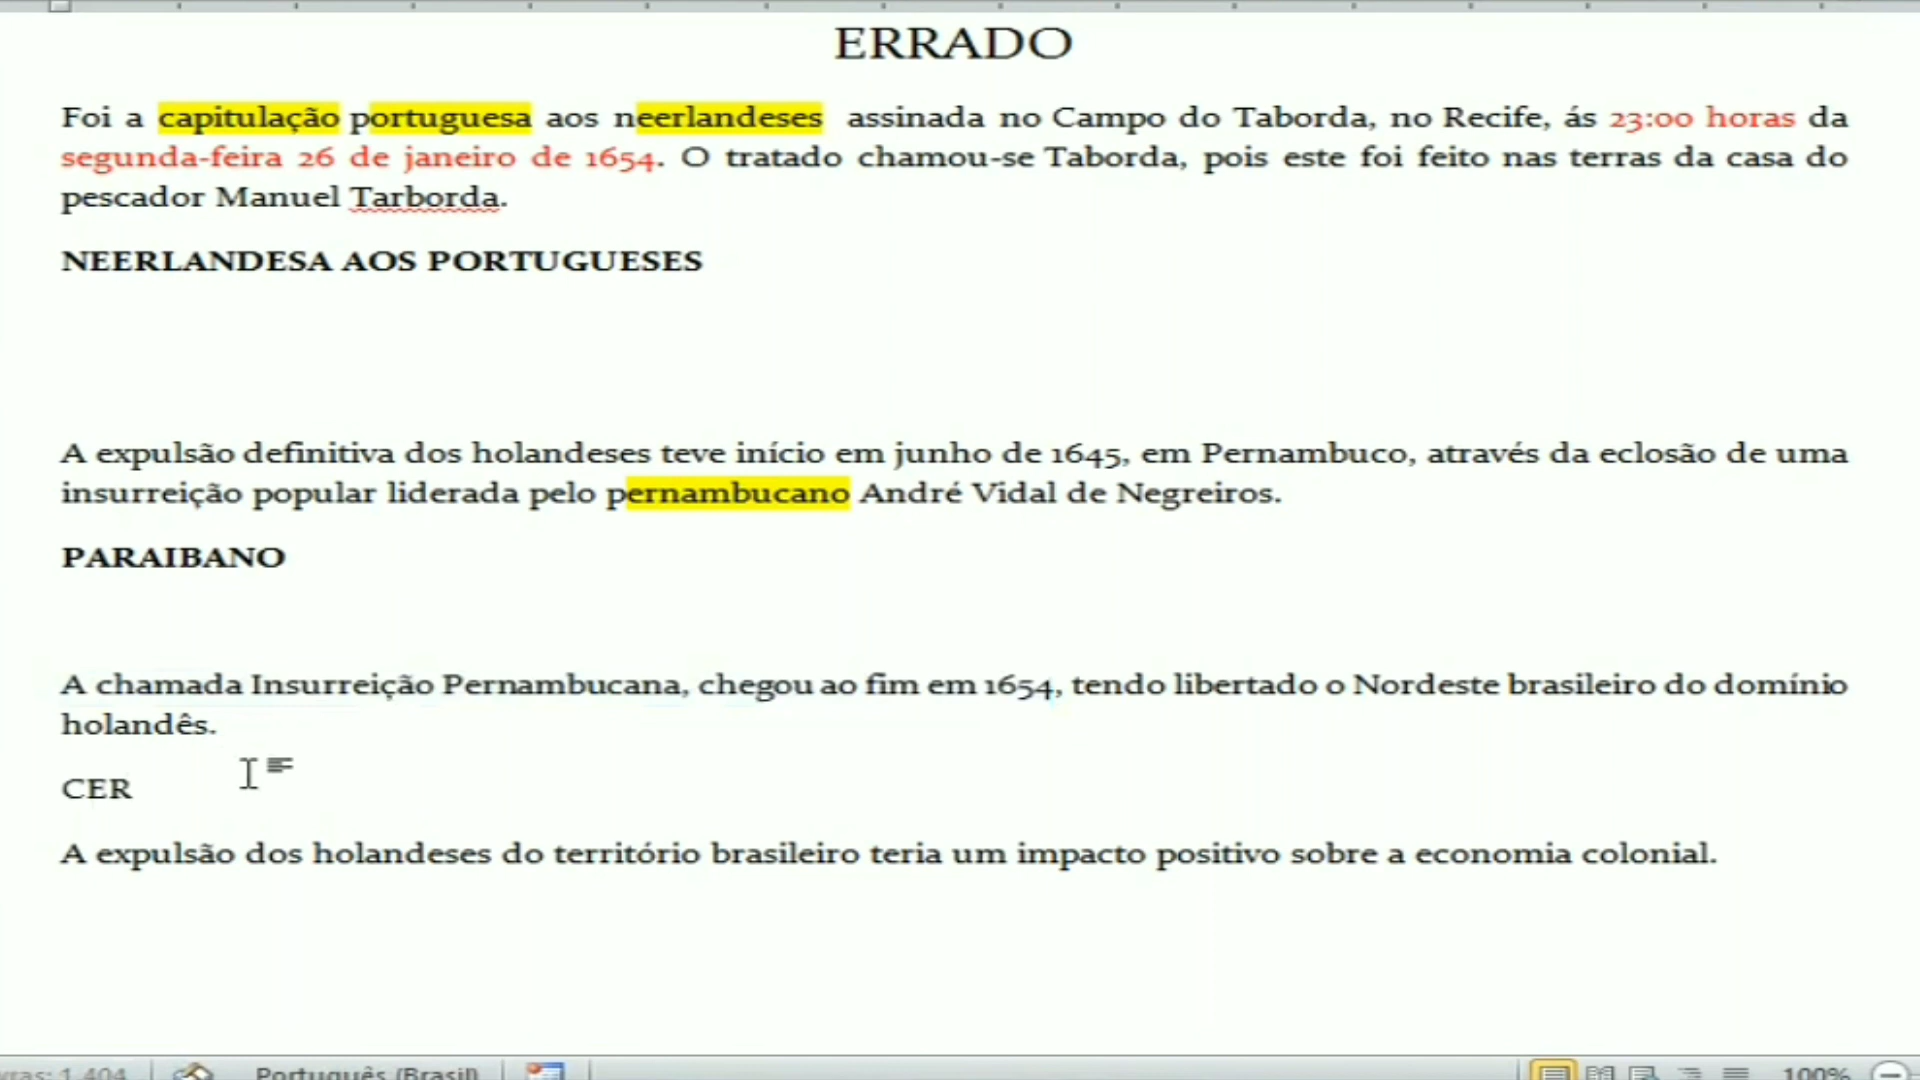 ERRADO
Foi a capitulação portuguesa aos neerlandeses assinada no Campo do Taborda, no Recife, ás 23:00 horas da
segunda-feira 26 de janeiro de 1654. O tratado chamou-se Taborda, pois este foi feito nas terras da casa do
pescador Manuel Tarborda.
NEERLANDESA AOS PORTUGUESES
A expulsão definitiva dos holandeses teve início em junho de 1645, em Pernambuco, através da eclosão de uma
insurreição popular liderada pelo pernambucano André Vidal de Negreiros.
PARAIBANO
A chamada Insurreição Pernambucana, chegou ao fim em 1654, tendo libertado o Nordeste brasileiro do domínio
holandês.
CER
A expulsão dos holandeses do território brasileiro teria um impacto positivo sobre a economia colonial.
1.404 Português (Brasil) 100%